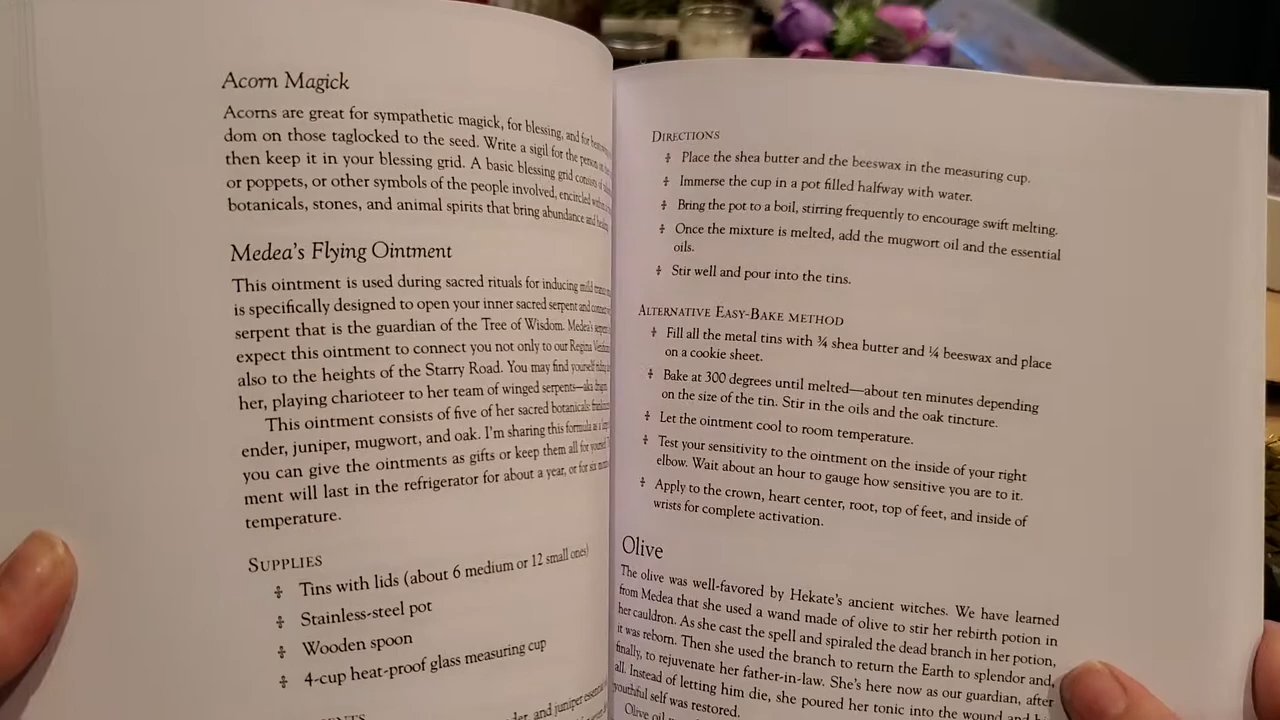 Acorn Magick
Acorns are great for sympathetic magick, for blessing, and for
dom on those taglocked to the seed. Write a sigil for the person
then keep it in your blessing grid. A basic blessing grid consists of
or poppets, or other symbols of the people involved, encircled
botanicals, stones, and animal spirits that bring abundance and
Medea's Flying Ointment
This ointment is used during sacred rituals for inducing mild
is specifically designed to open your inner sacred serpent and
serpent that is the guardian of the Tree of Wisdom. Medea's
expect this ointment to connect you not only to our Regina
also to the heights of the Starry Road. You may find yourself
her, playing charioteer to her team of winged serpents—aka
This ointment consists of five of her sacred botanicals:
ender, juniper, mugwort, and oak. I'm sharing this formula as a
you can give the ointments as gifts or keep them all for yourself.
ment will last in the refrigerator for about a year, or for six
temperature.
SUPPLIES
Tins with lids (about 6 medium or 12 small ones)
Stainless-steel pot
Wooden spoon
4-cup heat-proof glass measuring cup
and juniper
DIRECTIONS
Place the shea butter and the beeswax in the measuring cup.
Immerse the cup in a pot filled halfway with water.
Bring the pot to a boil, stirring frequently to encourage swift melting.
Once the mixture is melted, add the mugwort oil and the essential
oils.
Stir well and pour into the tins.
ALTERNATIVE EASY-BAKE METHOD
Fill all the metal tins with ¾ shea butter and ¼ beeswax and place
on a cookie sheet.
Bake at 300 degrees until melted—about ten minutes depending
on the size of the tin. Stir in the oils and the oak tincture.
Let the ointment cool to room temperature.
Test your sensitivity to the ointment on the inside of your right
elbow. Wait about an hour to gauge how sensitive you are to it.
Apply to the crown, heart center, root, top of feet, and inside of
wrists for complete activation.
Olive
The olive was well-favored by Hekate's ancient witches. We have learned
from Medea that she used a wand made of olive to stir her rebirth potion in
her cauldron. As she cast the spell and spiraled the dead branch in her potion,
it was reborn. Then she used the branch to return the Earth to splendor and,
finally, to rejuvenate her father-in-law. She's here now as our guardian, after
all. Instead of letting him die, she poured her tonic into the wound and
youthful self was restored.
Olive oil